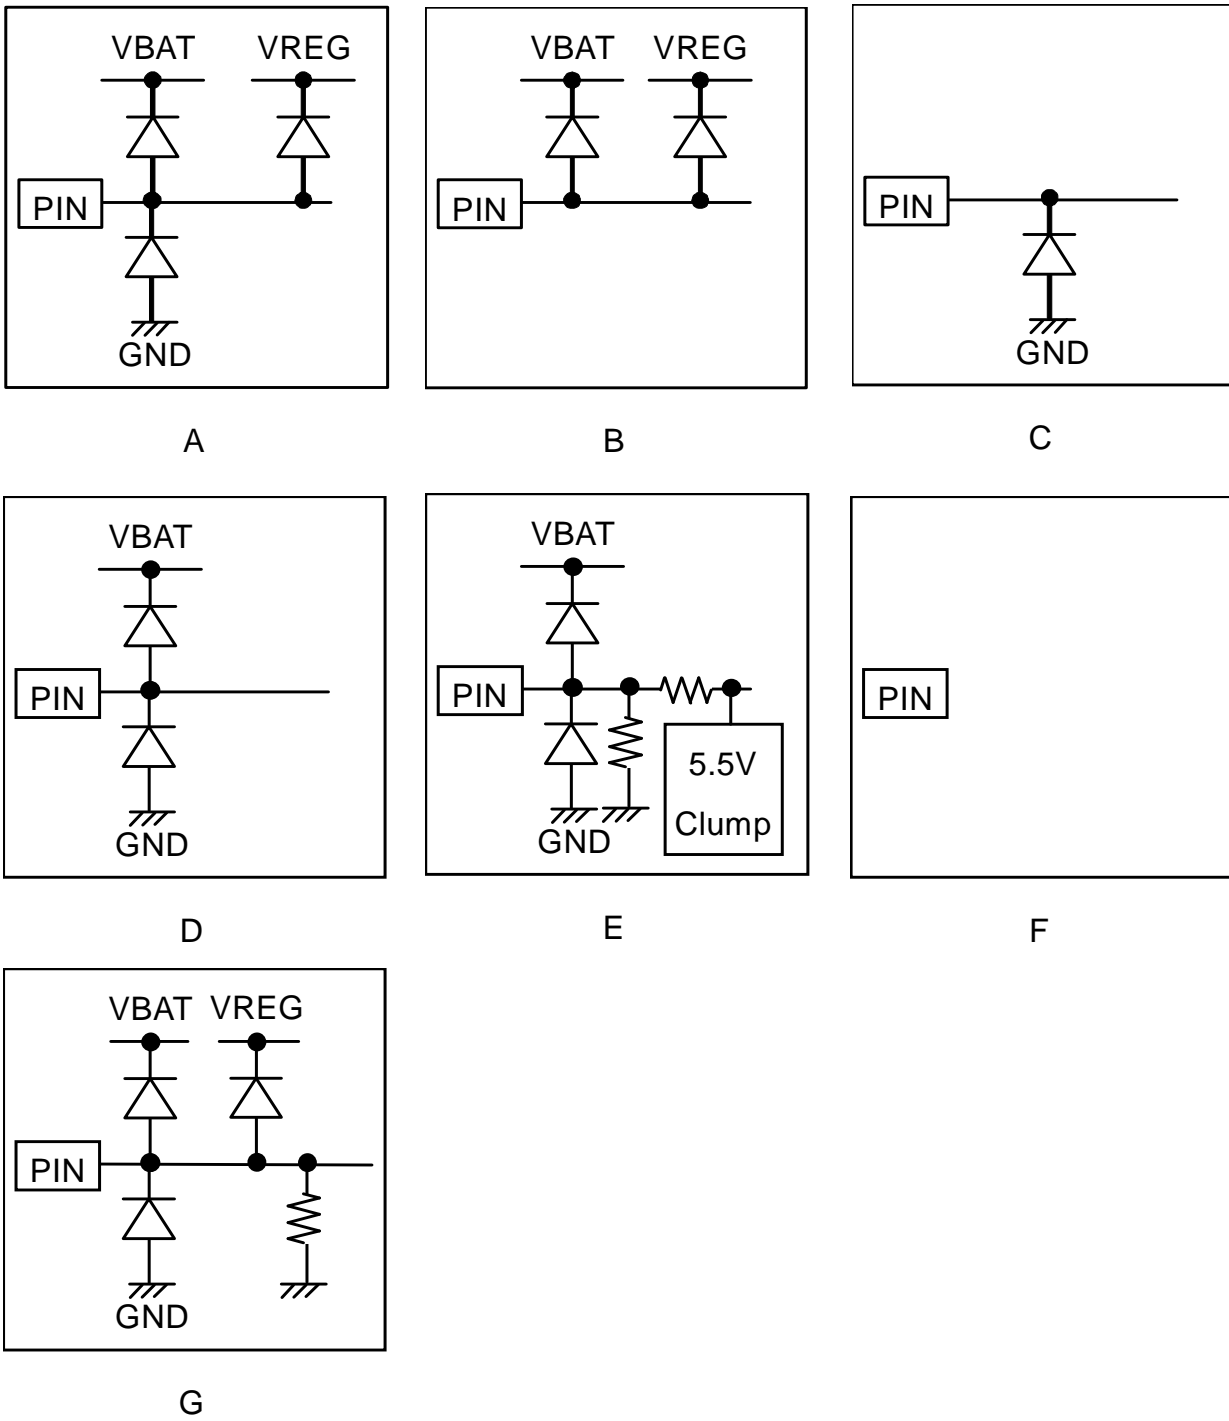 VBAT VREG
PIN
GND
A
VBAT VREG
PIN
B
PIN
GND
C
VBAT
PIN
GND
D
VBAT
PIN
5.5V
Clump
GND
E
PIN
F
VBAT VREG
PIN
GND
G